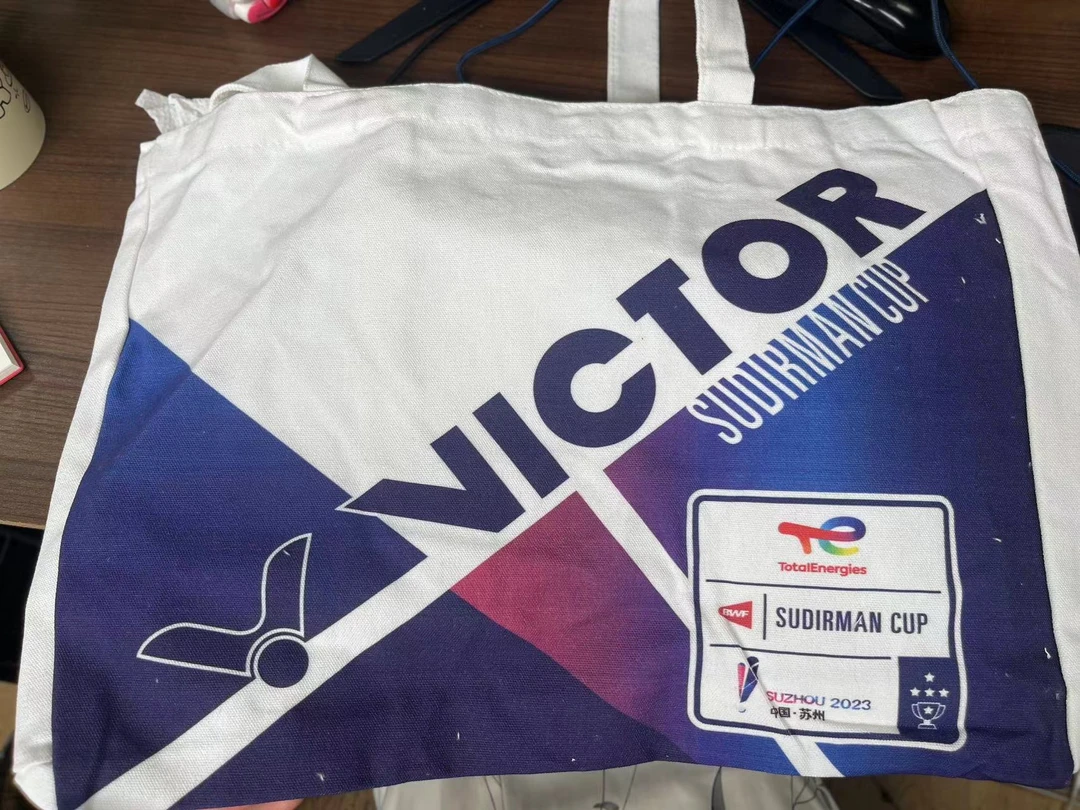 VICTOR
SUDIRMAN CUP
TotalEnergies
BWF SUDIRMAN CUP
SUZHOU 2023
中国·苏州